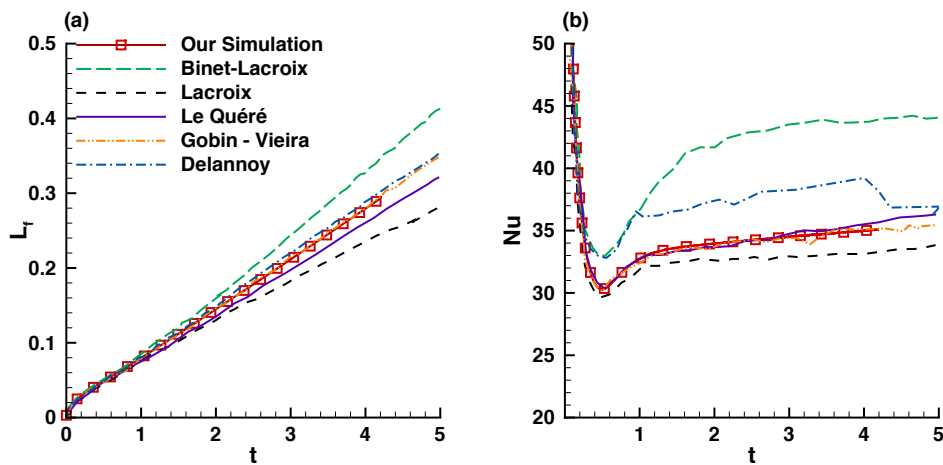 (a)
0.5
0.4
0.3
0.2
0.1
0
L_f
Our Simulation
Binet-Lacroix
Lacroix
Le Quéré
Gobin - Vieira
Delannoy
0 1 2 3 4 5
t
(b)
50
45
40
35
30
25
20
Nu
1 2 3 4 5
t